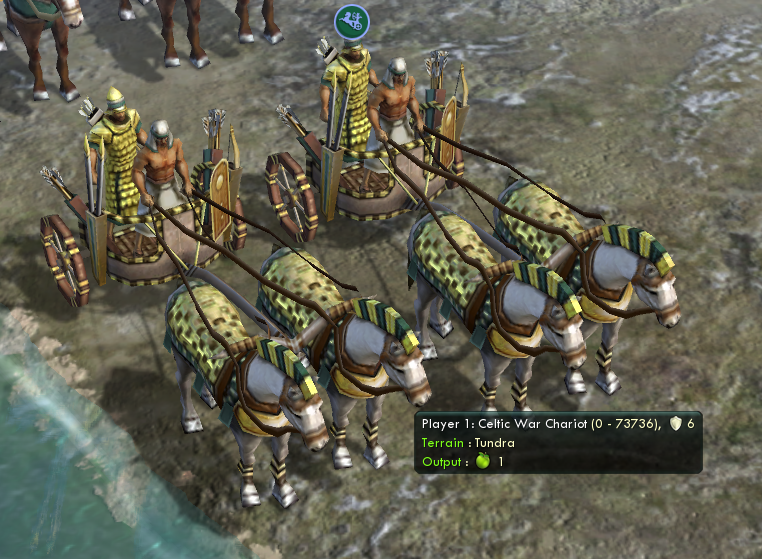 Player 1: Celtic War Chariot (0 - 73736), 6
Terrain : Tundra
Output : 1